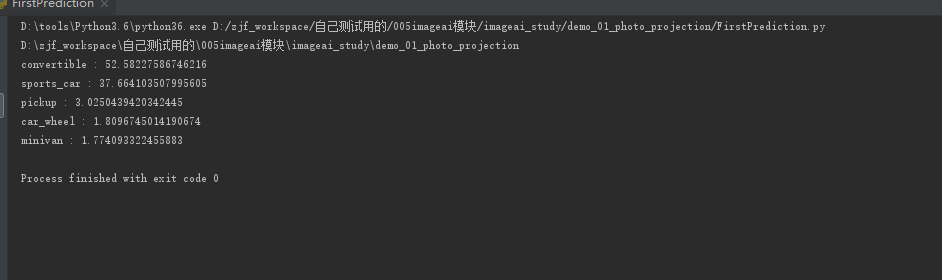 FirstPrediction
D:\tools\Python3.6\python36.exe D:/zjf_workspace/自己测试用的/005imageai模块/imageai_study/demo_01_photo_projection/FirstPrediction.py
D:\zjf_workspace\自己测试用的\005imageai模块\imageai_study\demo_01_photo_projection
convertible : 52.58227586746216
sports_car : 37.664103507995605
pickup : 3.0250439420342445
car_wheel : 1.8096745014190674
minivan : 1.774093322455883
Process finished with exit code 0